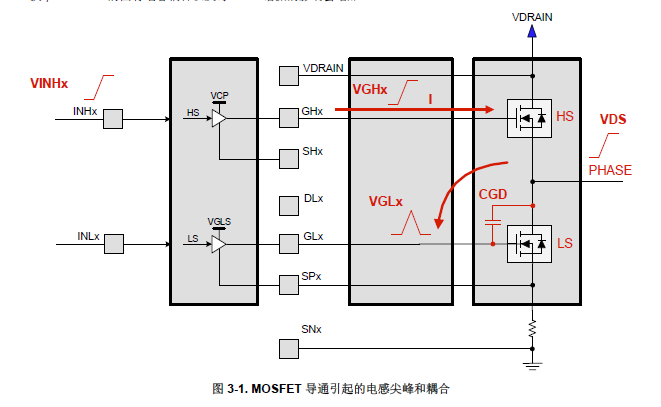 VDRAIN
VDRAIN
VINHx
VCP
VGHx
I
INHx
HS
GHx
HS
VDS
SHx
PHASE
DLx
VGLx
CGD
VGLS
INLx
LS
GLx
LS
SPx
SNx
图 3-1. MOSFET 导通引起的电感尖峰和耦合